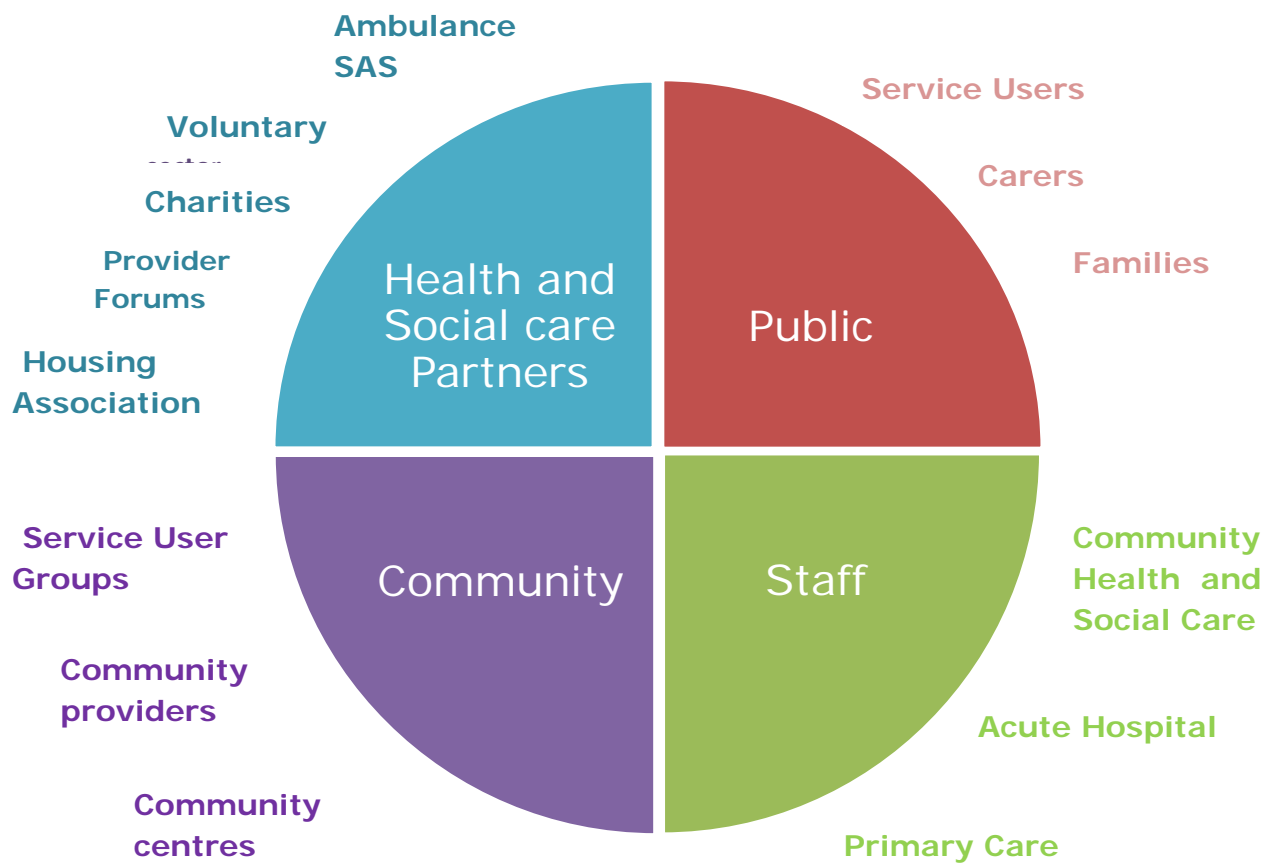 Ambulance
SAS
Voluntary
Charities
Provider
Forums
Housing
Association
Health and
Social care
Partners
Service Users
Carers
Families
Public
Service User
Groups
Community
providers
Community
centres
Community
Staff
Community
Health and
Social Care
Acute Hospital
Primary Care